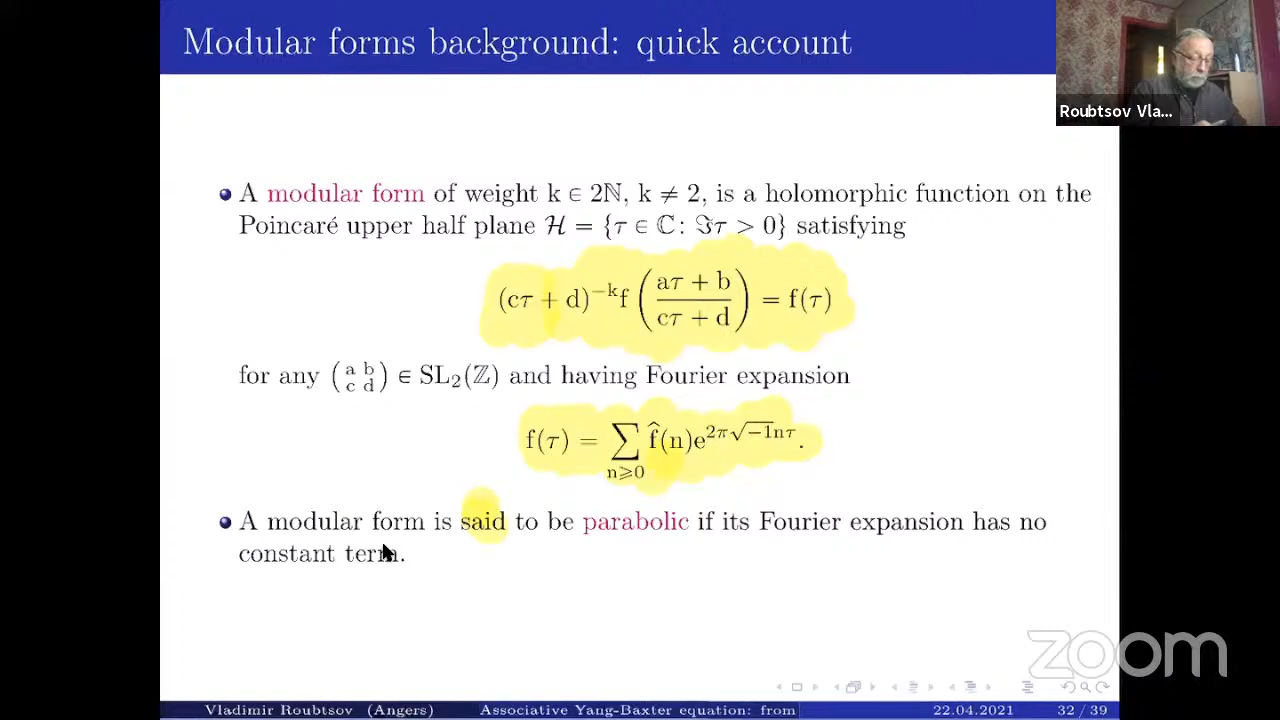 Modular forms background: quick account
Roubtsov Vla...
A modular form of weight k ∈ 2ℕ, k ≠ 2, is a holomorphic function on the
Poincaré upper half plane ℋ = {τ ∈ ℂ: ℑτ > 0} satisfying
(cτ + d)^{-k} f ( (aτ + b) / (cτ + d) ) = f(τ)
for any (a b c d) ∈ SL₂(ℤ) and having Fourier expansion
f(τ) = ∑_{n⩾0} f̂(n)e^{2π√−1nτ}.
A modular form is said to be parabolic if its Fourier expansion has no
constant term.
zoom
Vladimir Roubtsov (Angers) Associative Yang-Baxter equation: from 22.04.2021 32 / 39